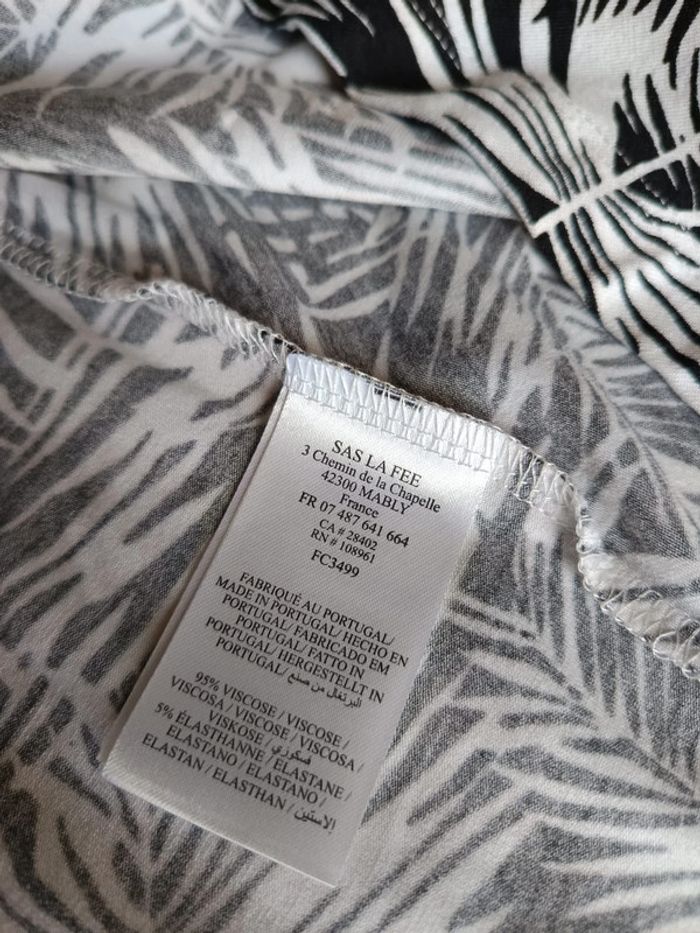 SAS LA FEE
3 Chemin de la Chapelle
42300 MABLY
France
FR 07 487 641 664
CA # 28402
RN # 108961
FC3499
FABRIQUÉ AU PORTUGAL/
MADE IN PORTUGAL/ HECHO EN
PORTUGAL/ FABRICADO EM
PORTUGAL/ FATTO IN
PORTUGAL/ HERGESTELLT IN
PORTUGAL/ البرتغال من صنع
95% VISCOSE / VISCOSE /
VISCOSA / VISCOSE / VISCOSA /
VISKOSE / فسكوزي
5% ÉLASTHANNE / ELASTANE /
ELASTANO / ELASTANO /
ELASTAN / ELASTHAN / الاستين